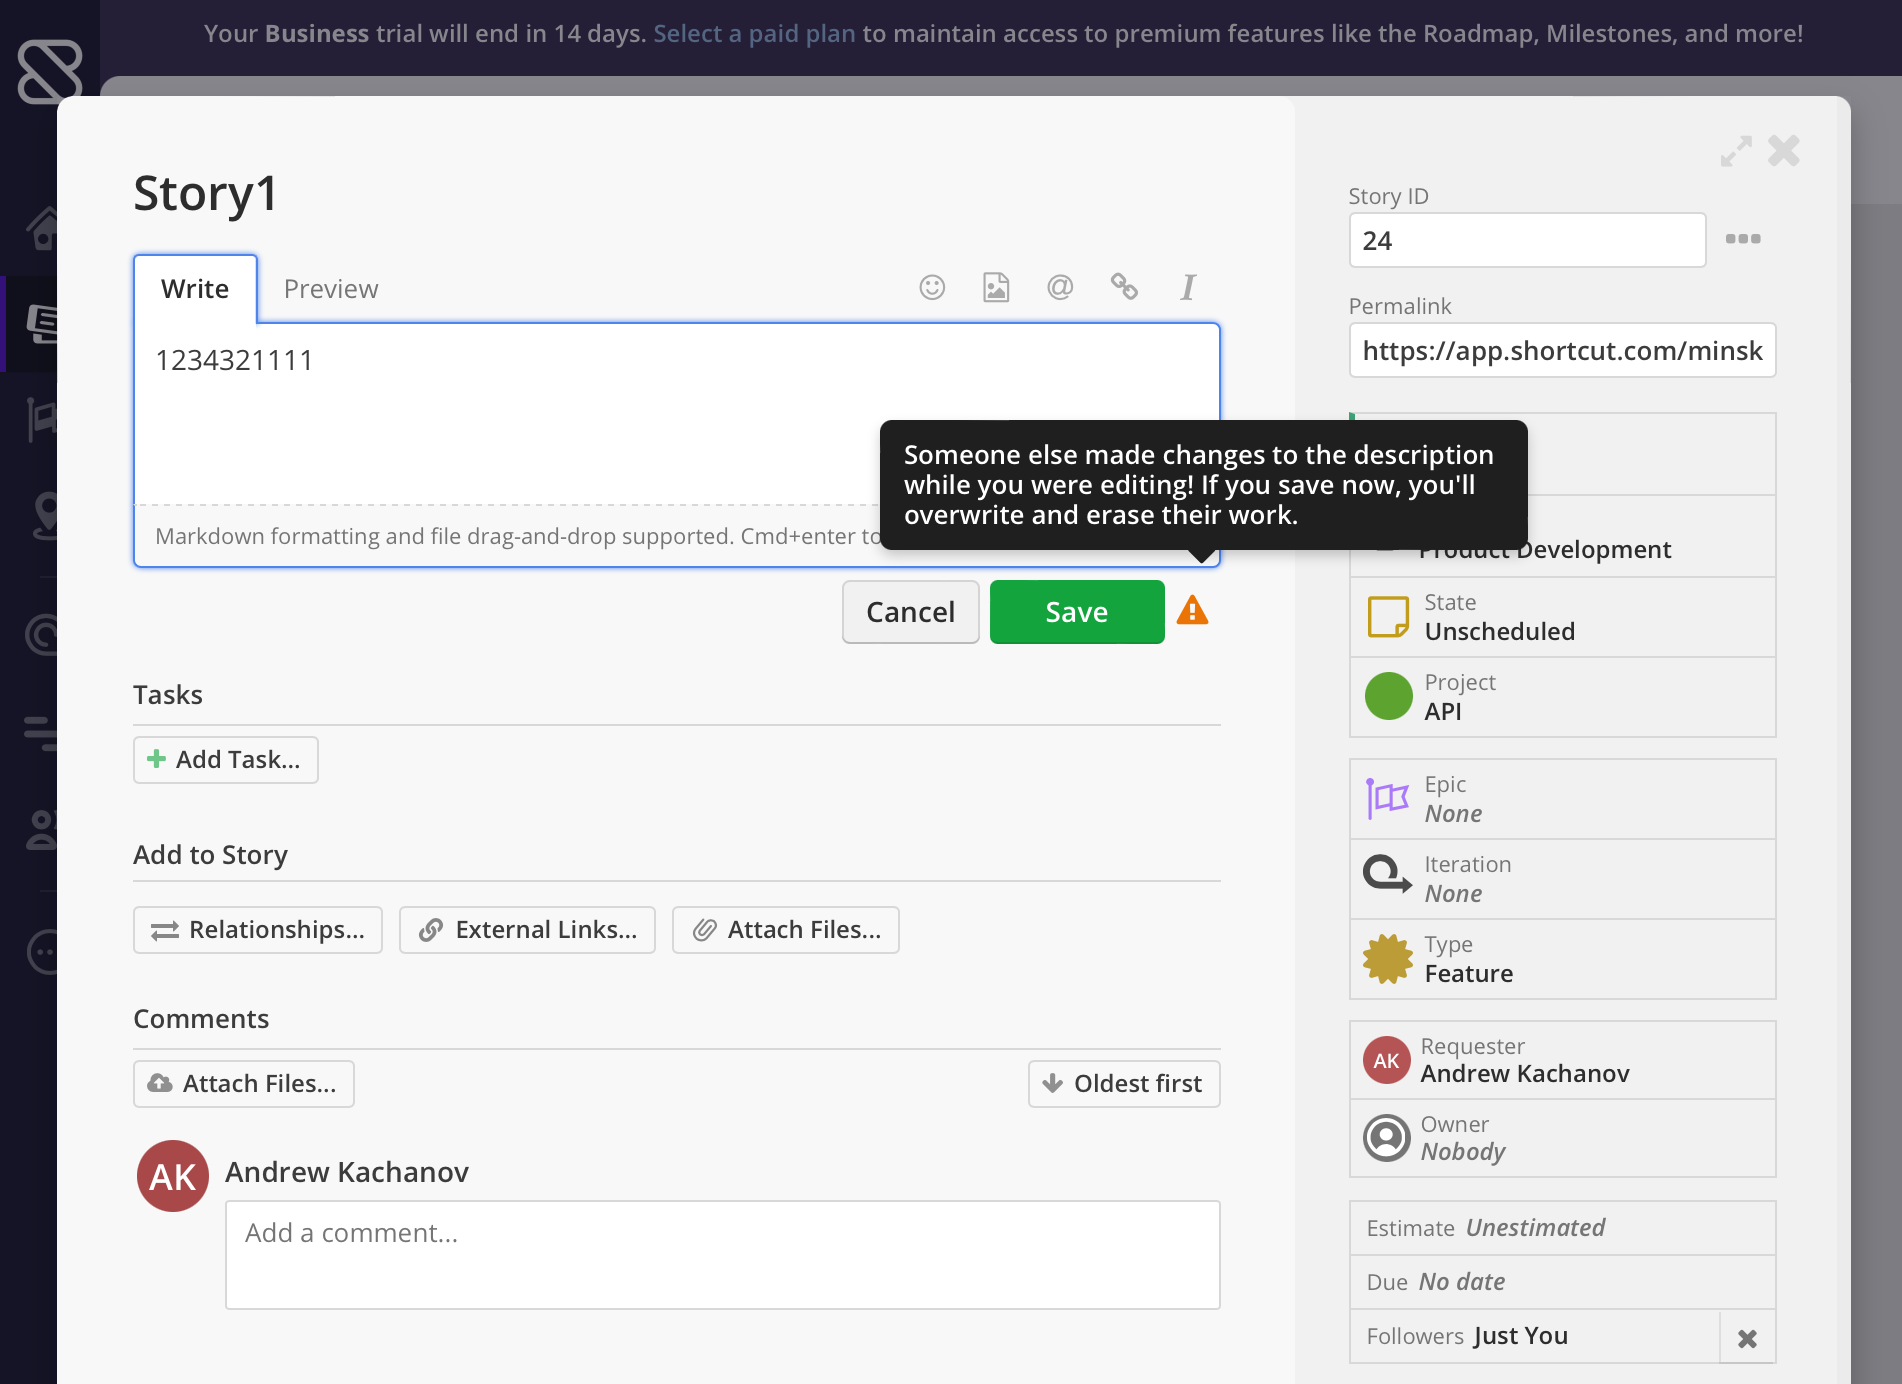 Your Business trial will end in 14 days. Select a paid plan to maintain access to premium features like the Roadmap, Milestones, and more!
Story1
Write
Preview
@
I
1234321111
Markdown formatting and file drag-and-drop supported. Cmd+enter to
Someone else made changes to the description
while you were editing! If you save now, you'll
overwrite and erase their work.
Cancel
Save
Tasks
Add Task...
Add to Story
Relationships...
External Links...
Attach Files...
Comments
Attach Files...
Oldest first
AK
Andrew Kachanov
Add a comment...
Story ID
24
Permalink
https://app.shortcut.com/minsk
Product Development
State
Unscheduled
Project
API
Epic
None
Iteration
None
Type
Feature
AK
Requester
Andrew Kachanov
Owner
Nobody
Estimate Unestimated
Due No date
Followers Just You